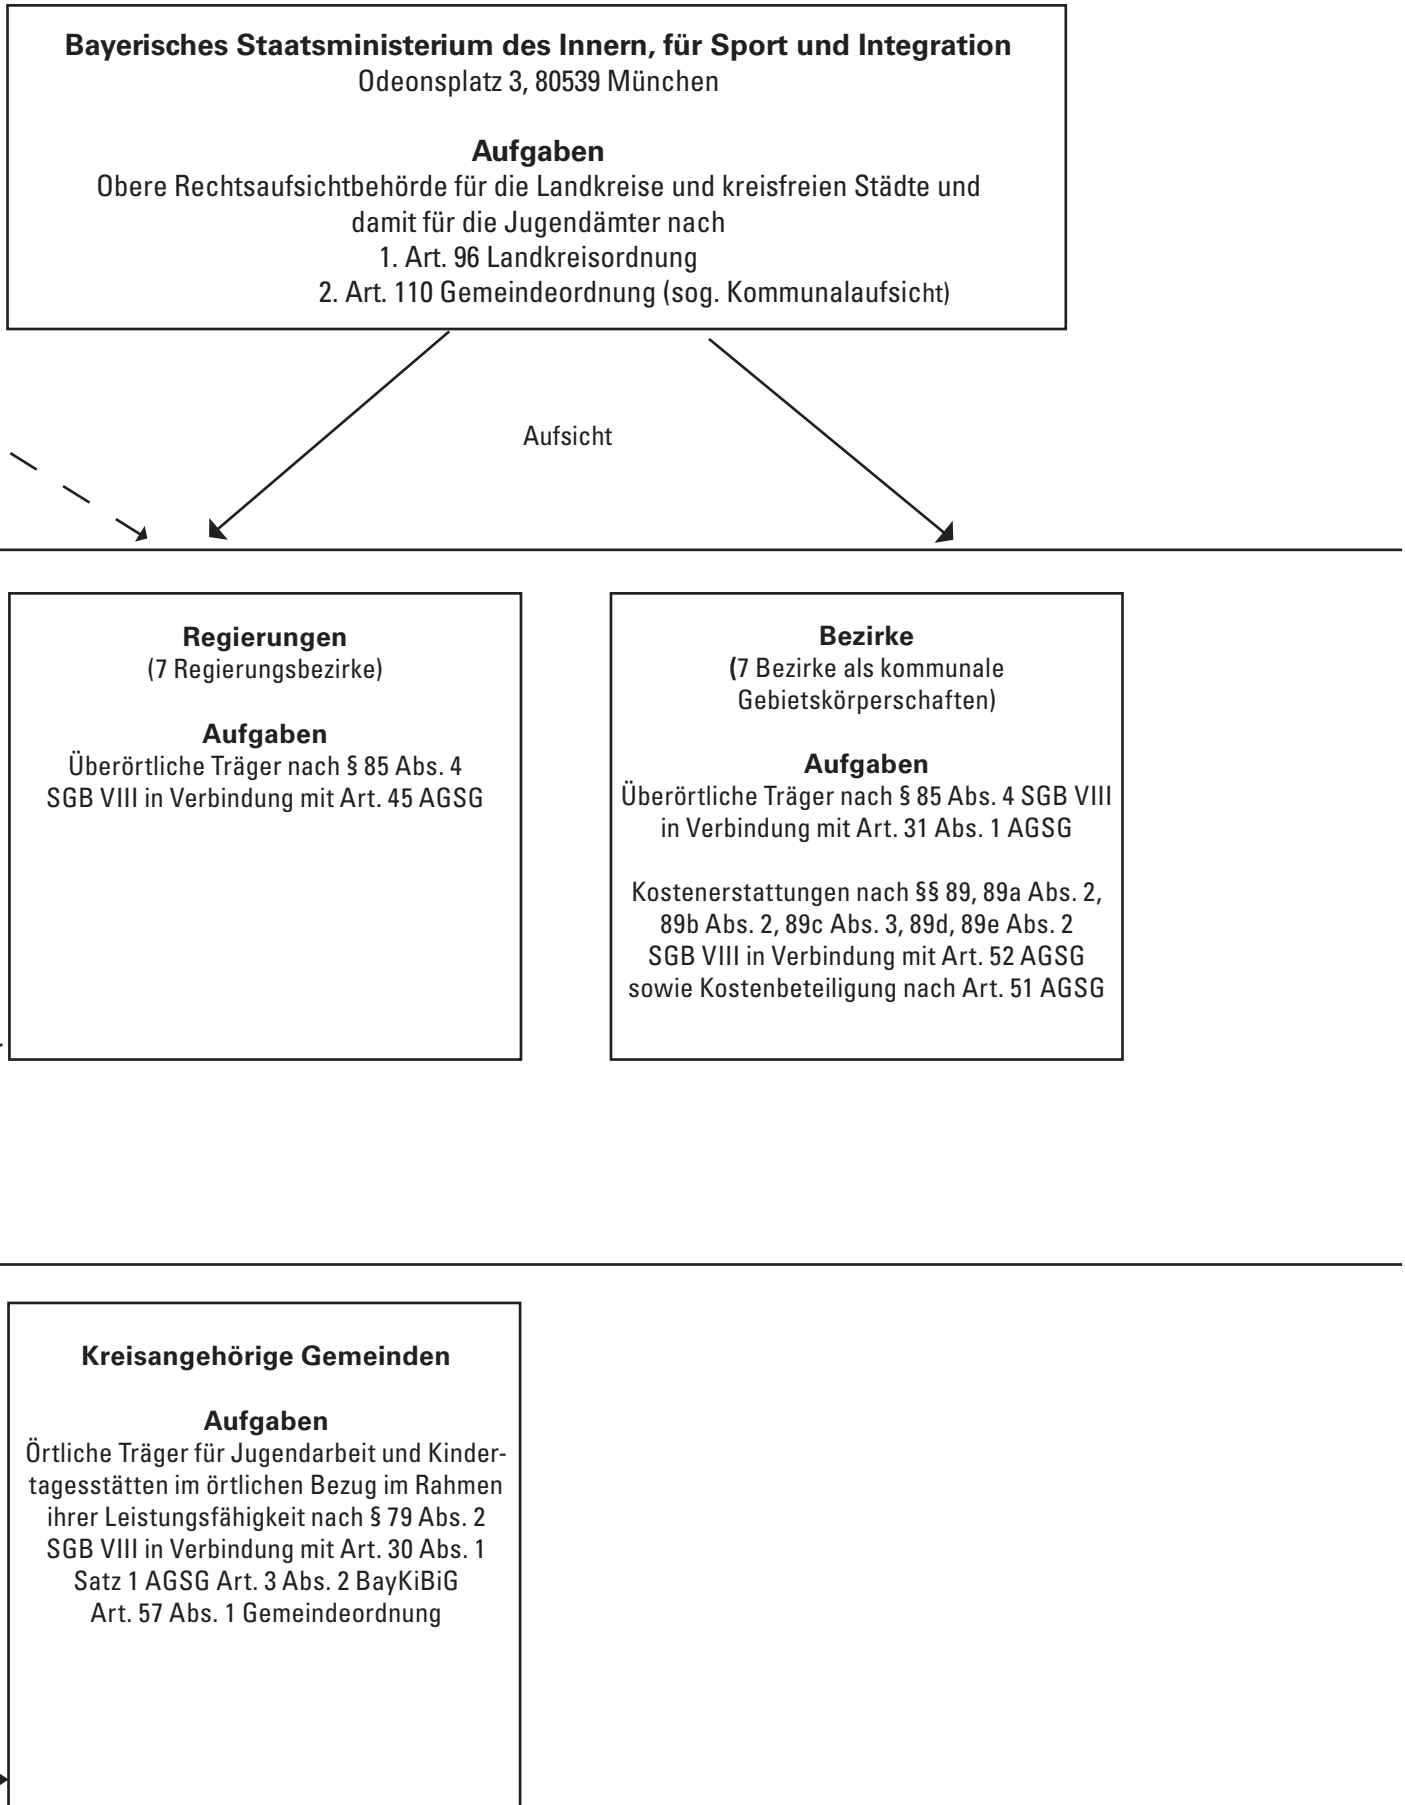 Bayerisches Staatsministerium des Innern, für Sport und Integration
Odeonsplatz 3, 80539 München
Aufgaben
Obere Rechtsaufsichtbehörde für die Landkreise und kreisfreien Städte und
damit für die Jugendämter nach
1. Art. 96 Landkreisordnung
2. Art. 110 Gemeindeordnung (sog. Kommunalaufsicht)
Aufsicht
Regierungen
(7 Regierungsbezirke)
Aufgaben
Überörtliche Träger nach § 85 Abs. 4
SGB VIII in Verbindung mit Art. 45 AGSG
Bezirke
(7 Bezirke als kommunale
Gebietskörperschaften)
Aufgaben
Überörtliche Träger nach § 85 Abs. 4 SGB VIII
in Verbindung mit Art. 31 Abs. 1 AGSG
Kostenerstattungen nach §§ 89, 89a Abs. 2,
89b Abs. 2, 89c Abs. 3, 89d, 89e Abs. 2
SGB VIII in Verbindung mit Art. 52 AGSG
sowie Kostenbeteiligung nach Art. 51 AGSG
Kreisangehörige Gemeinden
Aufgaben
Örtliche Träger für Jugendarbeit und Kinder-
tagesstätten im örtlichen Bezug im Rahmen
ihrer Leistungsfähigkeit nach § 79 Abs. 2
SGB VIII in Verbindung mit Art. 30 Abs. 1
Satz 1 AGSG Art. 3 Abs. 2 BayKiBiG
Art. 57 Abs. 1 Gemeindeordnung